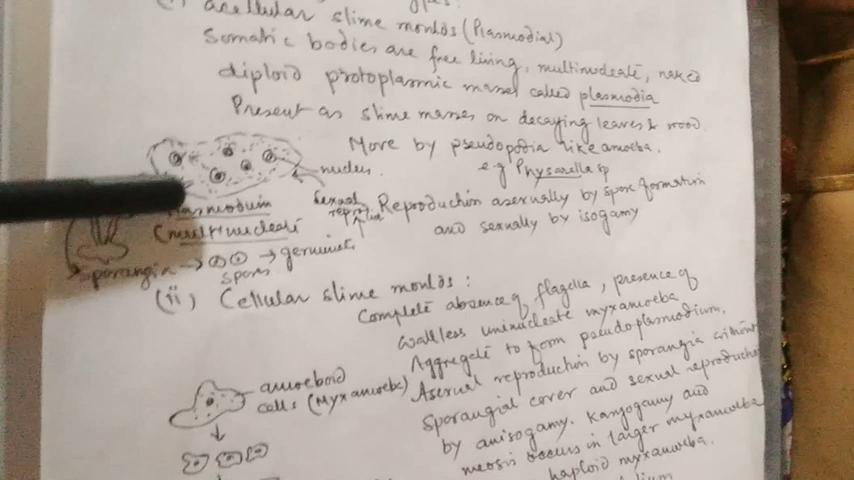 acellular slime moulds (Plasmodial)
Somatic bodies are free living, multinucleate, naked
diploid protoplasmic masses called plasmodia
Present as slime masses on decaying leaves & wood.
Move by pseudopodia like amoeba.
nucleus.
e.g Physarella sp
Plasmodium
Sexual
Reproduction asexually by spore formation
(multinucleate
and sexually by isogamy
Sporangia → → germinate
spores
(ii) Cellular slime moulds :
Complete absence of flagella, presence of
wallless uninucleate myxamoeba
Aggregate to form pseudoplasmodium.
amoeboid
cells (Myxamoeba)
Asexual reproduction by sporangia without
sporangial cover and sexual reproduction
by anisogamy. Karyogamy and
meosis occurs in larger myxamoeba
haploid myxamoeba.